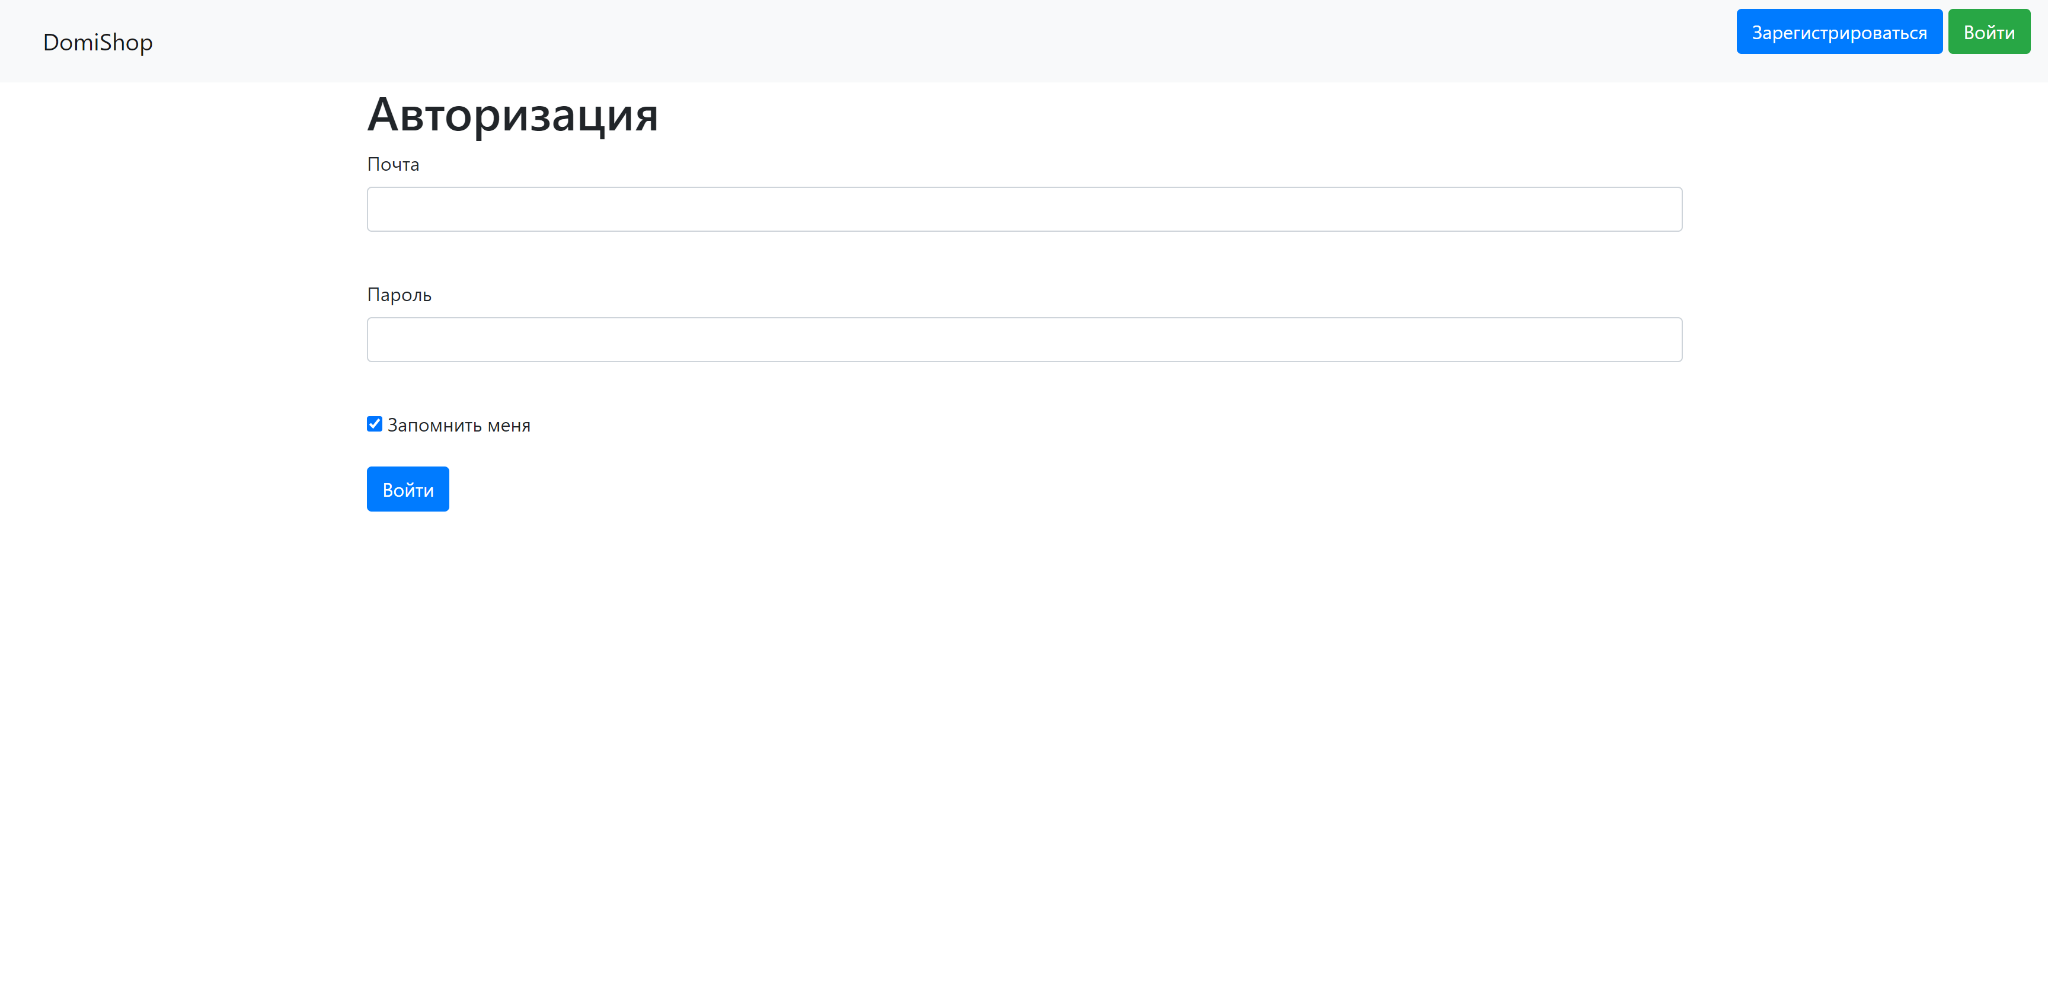 DomiShop
Зарегистрироваться
Войти
Авторизация
Почта
Пароль
Запомнить меня
Войти